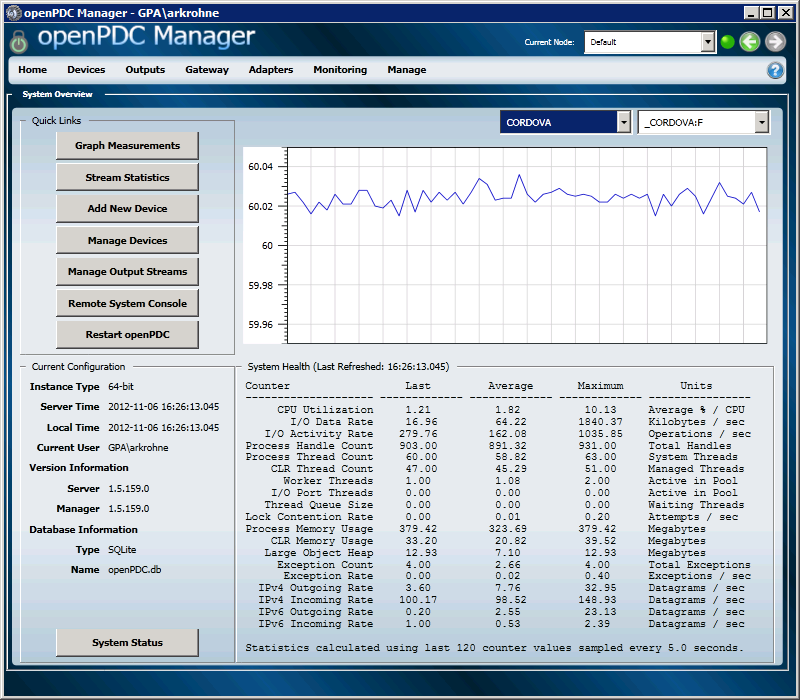 openPDC Manager - GPA\arkrohne
openPDC Manager
Current Node: Default
Home Devices Outputs Gateway Adapters Monitoring Manage
System Overview
Quick Links
Graph Measurements
Stream Statistics
Add New Device
Manage Devices
Manage Output Streams
Remote System Console
Restart openPDC
CORDOVA _CORDOVA:F
60.04
60.02
60
59.98
59.96
Current Configuration
Instance Type 64-bit
Server Time 2012-11-06 16:26:13.045
Local Time 2012-11-06 16:26:13.045
Current User GPA\arkrohne
Version Information
Server 1.5.159.0
Manager 1.5.159.0
Database Information
Type SQLite
Name openPDC.db
System Status
System Health (Last Refreshed: 16:26:13.045)
Counter Last Average Maximum Units
-------------------- ------------- ------------- ------------- ----------------
CPU Utilization 1.21 1.82 10.13 Average % / CPU
I/O Data Rate 16.96 64.22 1840.37 Kilobytes / sec
I/O Activity Rate 279.76 162.08 1035.85 Operations / sec
Process Handle Count 903.00 891.32 931.00 Total Handles
Process Thread Count 60.00 58.82 63.00 System Threads
CLR Thread Count 47.00 45.29 51.00 Managed Threads
Worker Threads 1.00 1.08 2.00 Active in Pool
I/O Port Threads 0.00 0.00 0.00 Active in Pool
Thread Queue Size 0.00 0.00 0.00 Waiting Threads
Lock Contention Rate 0.00 0.01 0.20 Attempts / sec
Process Memory Usage 379.42 323.69 379.42 Megabytes
CLR Memory Usage 33.20 20.82 39.52 Megabytes
Large Object Heap 12.93 7.10 12.93 Megabytes
Exception Count 4.00 2.66 4.00 Total Exceptions
Exception Rate 0.00 0.02 0.40 Exceptions / sec
IPv4 Outgoing Rate 3.60 7.76 32.95 Datagrams / sec
IPv4 Incoming Rate 100.17 98.52 148.93 Datagrams / sec
IPv6 Outgoing Rate 0.20 2.55 23.13 Datagrams / sec
IPv6 Incoming Rate 1.00 0.53 2.39 Datagrams / sec
Statistics calculated using last 120 counter values sampled every 5.0 seconds.